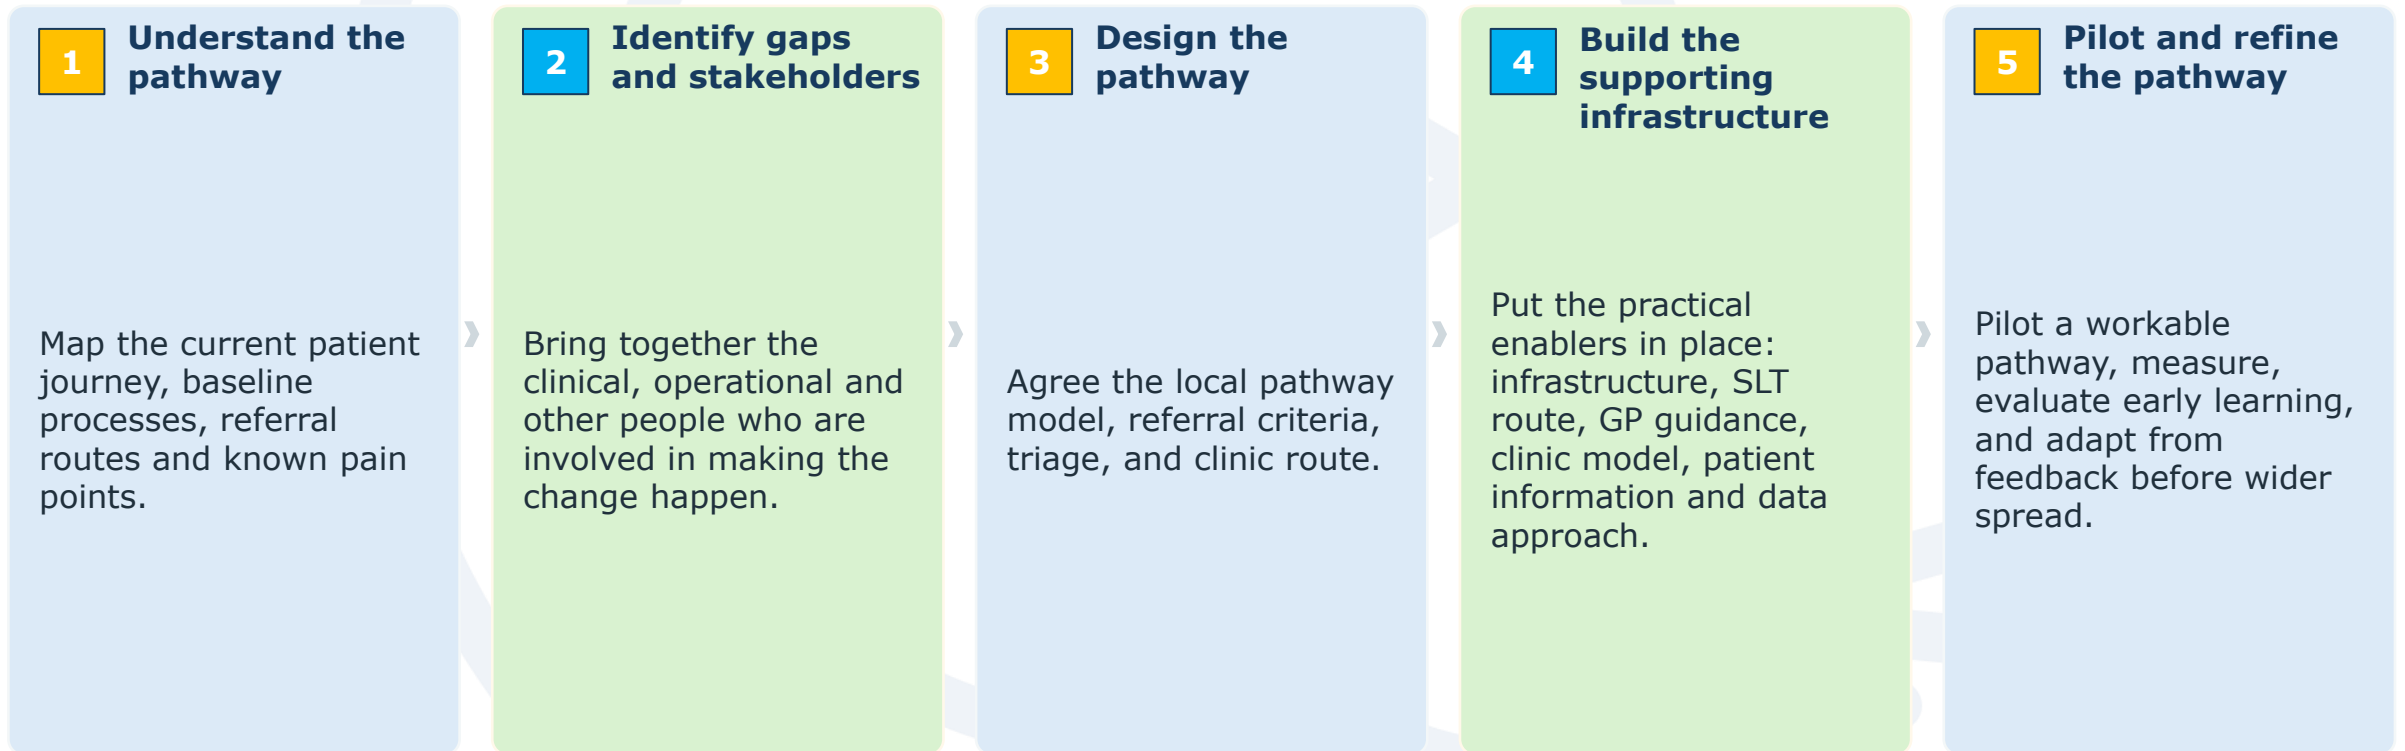 1
Understand the
pathway
Map the current patient
journey, baseline
processes, referral
routes and known pain
points.
2
Identify gaps
and stakeholders
Bring together the
clinical, operational and
other people who are
involved in making the
change happen.
3
Design the
pathway
Agree the local pathway
model, referral criteria,
triage, and clinic route.
4
Build the
supporting
infrastructure
Put the practical
enablers in place:
infrastructure, SLT
route, GP guidance,
clinic model, patient
information and data
approach.
5
Pilot and refine
the pathway
Pilot a workable
pathway, measure,
evaluate early learning,
and adapt from
feedback before wider
spread.